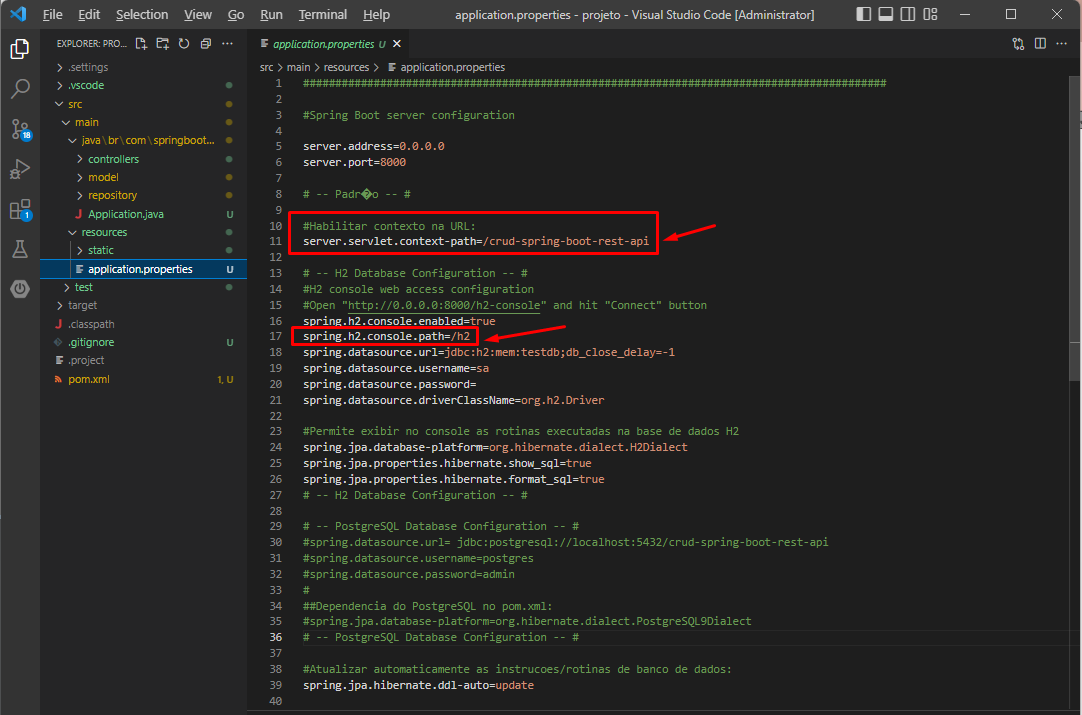 File Edit Selection View Go Run Terminal Help
application.properties - projeto - Visual Studio Code [Administrator]
EXPLORER: PRO...
.settings
.vscode
src
main
java\br\com\springboot...
controllers
model
repository
Application.java U
resources
static
application.properties U
test
target
.classpath
.gitignore U
.project
pom.xml 1, U
18
1
application.properties U
src > main > resources > application.properties
1 ###########################################################################################
2
3 #Spring Boot server configuration
4
5 server.address=0.0.0.0
6 server.port=8000
7
8 # -- Padr�o -- #
9
10 #Habilitar contexto na URL:
11 server.servlet.context-path=/crud-spring-boot-rest-api
12
13 # -- H2 Database Configuration -- #
14 #H2 console web access configuration
15 #Open "http://0.0.0.0:8000/h2-console" and hit "Connect" button
16 spring.h2.console.enabled=true
17 spring.h2.console.path=/h2
18 spring.datasource.url=jdbc:h2:mem:testdb;db_close_delay=-1
19 spring.datasource.username=sa
20 spring.datasource.password=
21 spring.datasource.driverClassName=org.h2.Driver
22
23 #Permite exibir no console as rotinas executadas na base de dados H2
24 spring.jpa.database-platform=org.hibernate.dialect.H2Dialect
25 spring.jpa.properties.hibernate.show_sql=true
26 spring.jpa.properties.hibernate.format_sql=true
27 # -- H2 Database Configuration -- #
28
29 # -- PostgreSQL Database Configuration -- #
30 #spring.datasource.url= jdbc:postgresql://localhost:5432/crud-spring-boot-rest-api
31 #spring.datasource.username=postgres
32 #spring.datasource.password=admin
33 #
34 ##Dependencia do PostgreSQL no pom.xml:
35 #spring.jpa.database-platform=org.hibernate.dialect.PostgreSQL9Dialect
36 # -- PostgreSQL Database Configuration -- #
37
38 #Atualizar automaticamente as instrucoes/rotinas de banco de dados:
39 spring.jpa.hibernate.ddl-auto=update
40